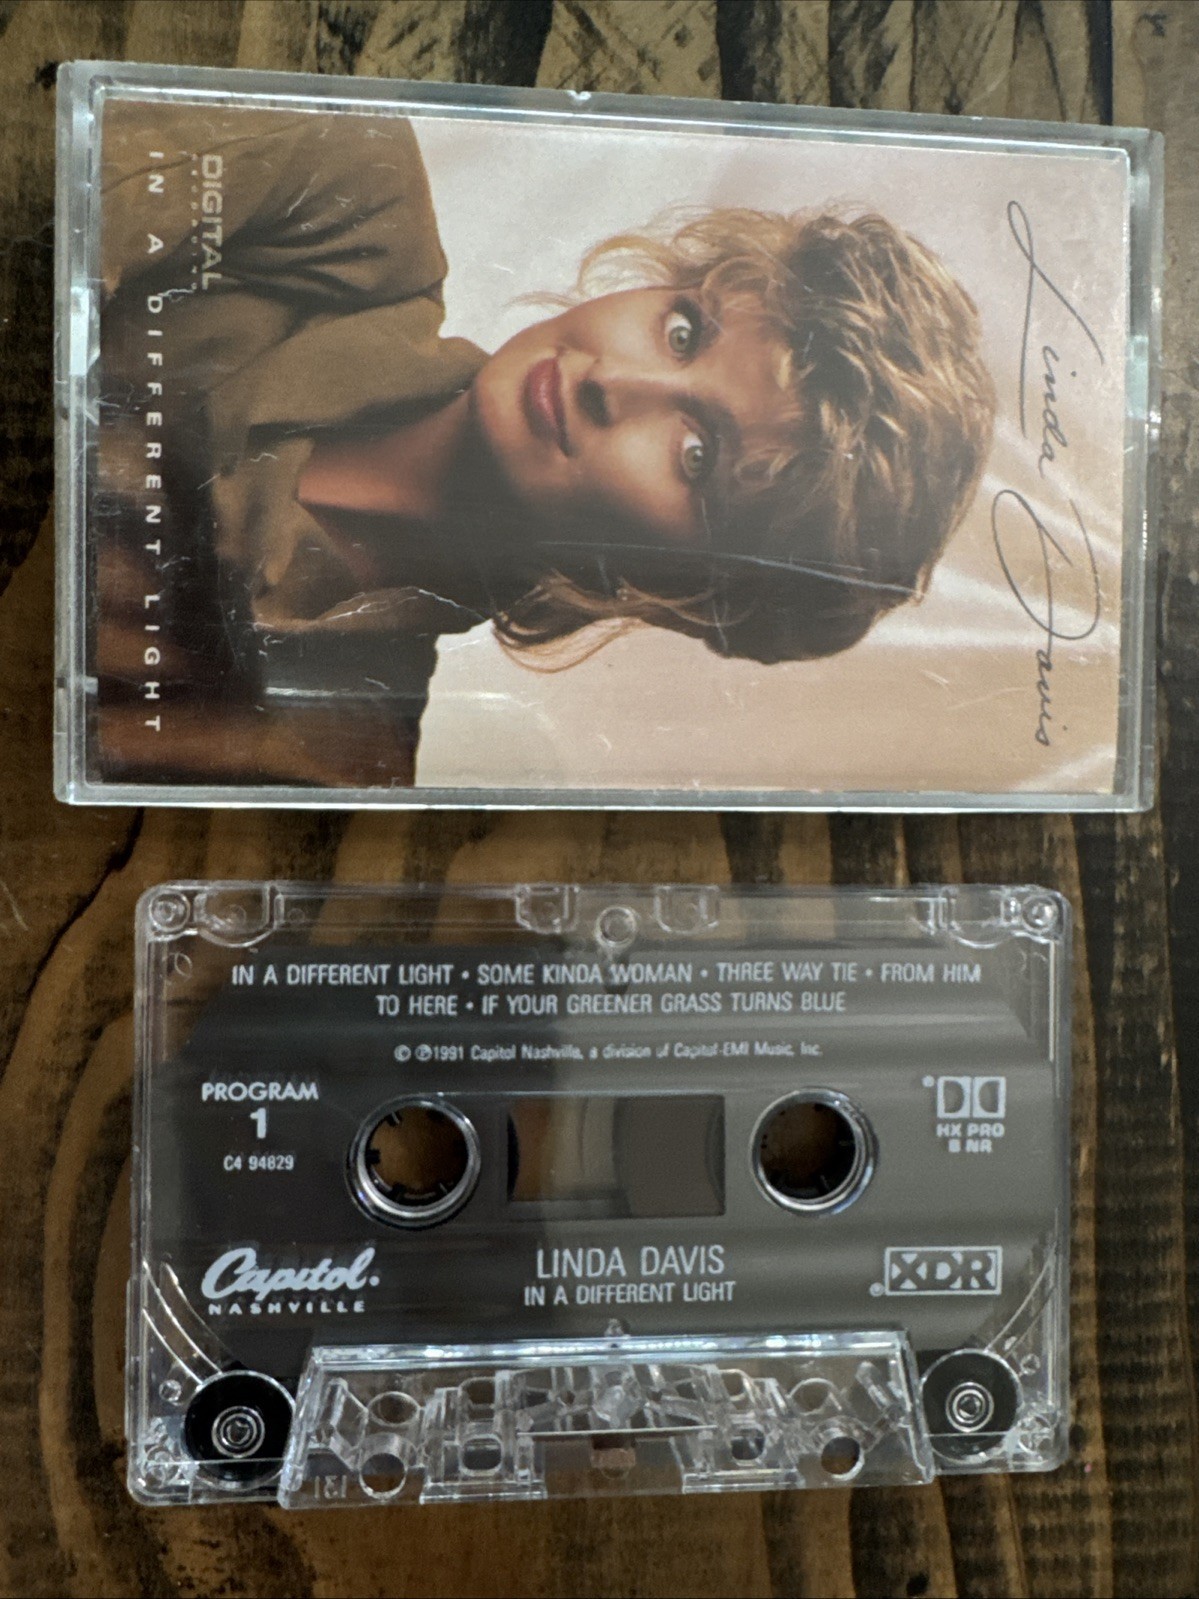 Linda Davis
DIGITAL
RECORDING
IN A DIFFERENT LIGHT
IN A DIFFERENT LIGHT • SOME KINDA WOMAN • THREE WAY TIE • FROM HIM
TO HERE • IF YOUR GREENER GRASS TURNS BLUE
© ℗1991 Capitol Nashville, a division of Capitol-EMI Music, Inc.
PROGRAM
1
C4 94829
HX PRO
B NR
Capitol.
NASHVILLE
LINDA DAVIS
IN A DIFFERENT LIGHT
XDR®
131